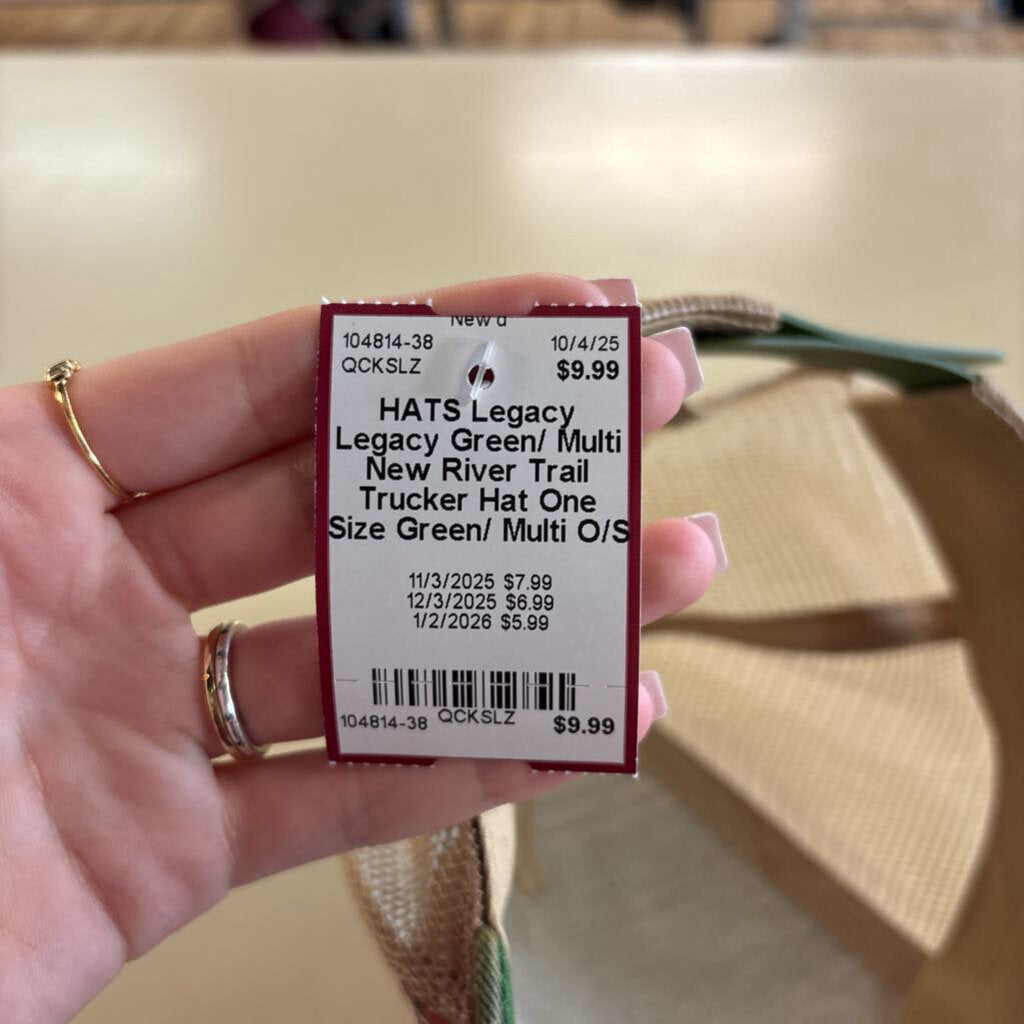 New d
104814-38 10/4/25
QCKSLZ $9.99
HATS Legacy
Legacy Green/ Multi
New River Trail
Trucker Hat One
Size Green/ Multi O/S
11/3/2025 $7.99
12/3/2025 $6.99
1/2/2026 $5.99
104814-38 QCKSLZ $9.99